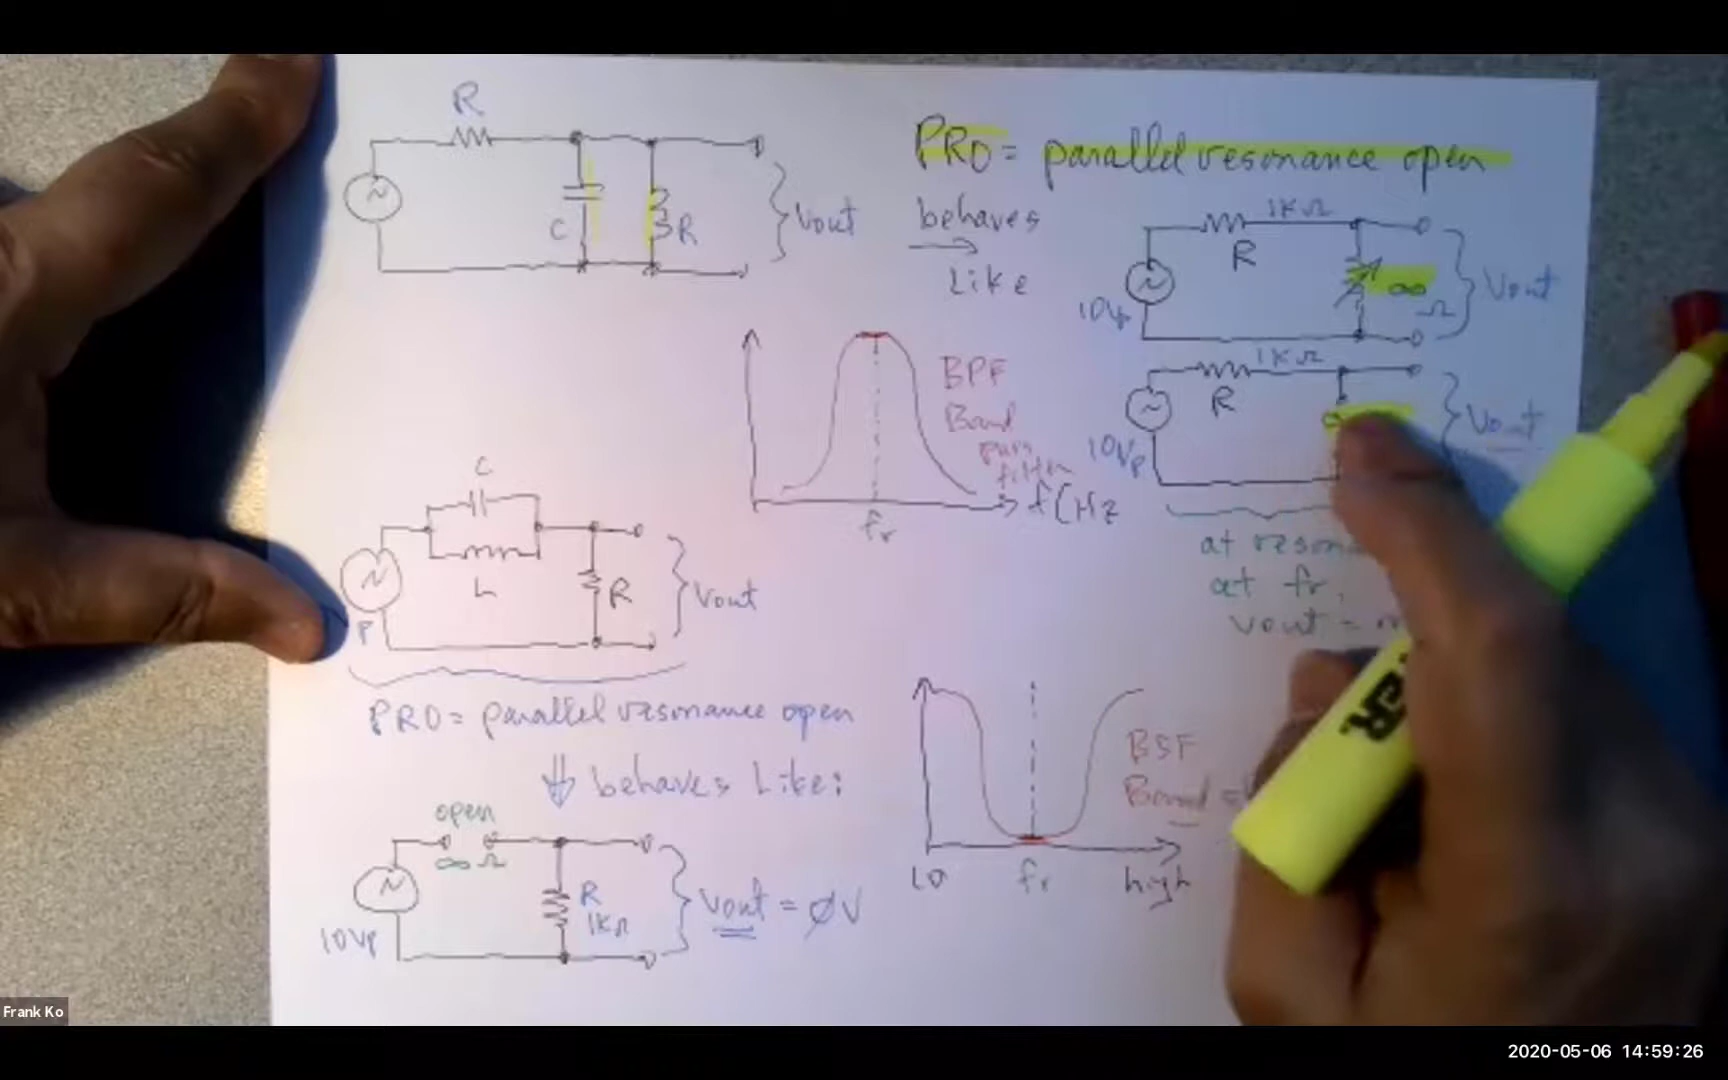 R
C
R
Vout
PRO = parallel resonance open
behaves
Like
1KΩ
R
10Vp
∞
Ω
Vout
1KΩ
R
10Vp
Vout
BPF
Band
pass
filter
f(Hz
fr
at
at fr,
Vout =
C
L
R
Vout
P
PRO = parallel resonance open
behaves Like:
open
∞ Ω
10Vp
R
1KΩ
Vout = ØV
BSF
Band
LO
fr
high
Frank Ko
2020-05-06 14:59:26